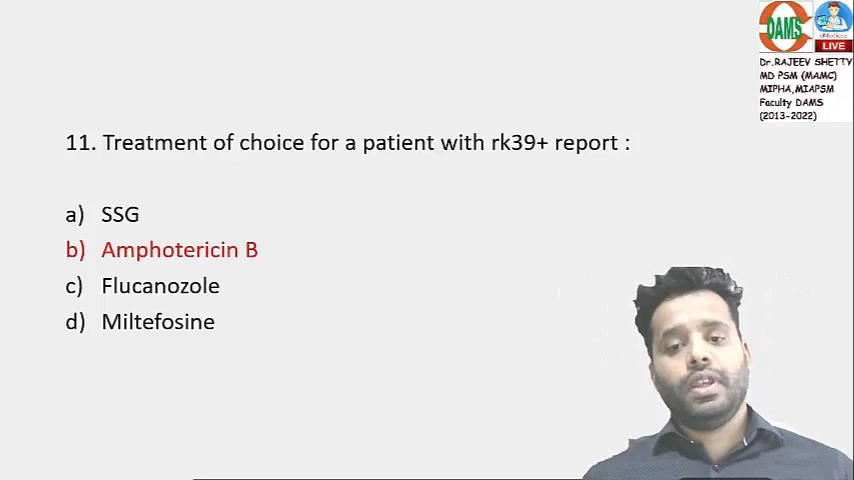 DAMS
eMedicoz
LIVE
Dr.RAJEEV SHETTY
MD PSM (MAMC)
MIPHA,MIAPSM
Faculty DAMS
(2013-2022)
11. Treatment of choice for a patient with rk39+ report :
a) SSG
b) Amphotericin B
c) Flucanozole
d) Miltefosine